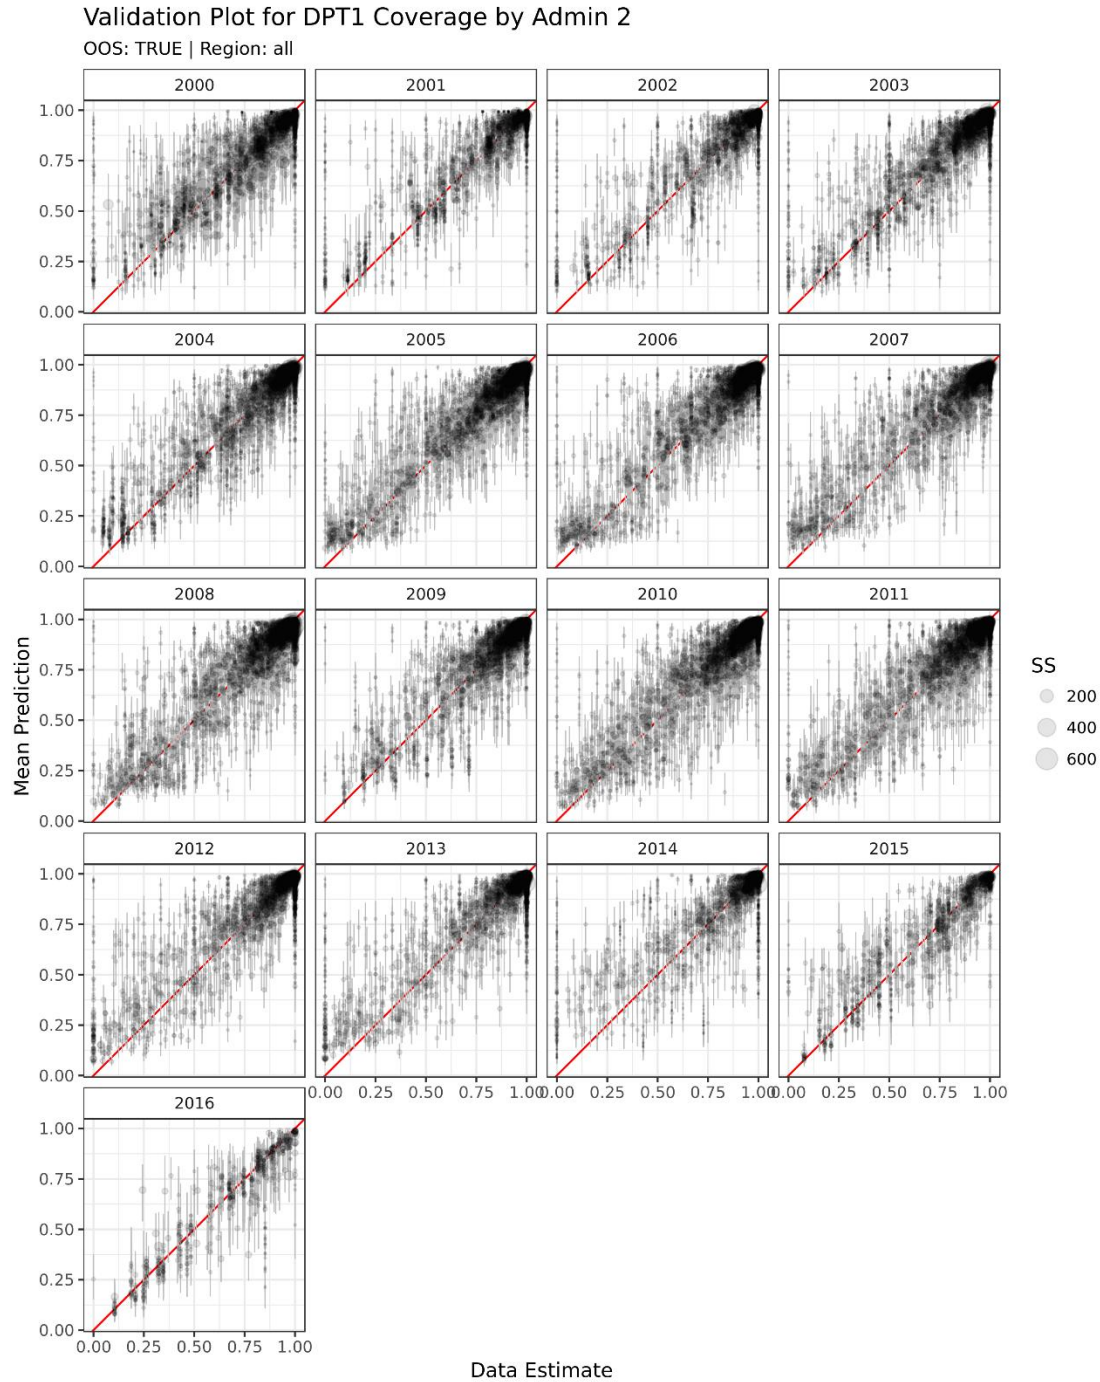 Validation Plot for DPT1 Coverage by Admin 2
OOS: TRUE | Region: all
2000 2001 2002 2003
1.00
0.75
0.50
0.25
0.00
2004 2005 2006 2007
1.00
0.75
0.50
0.25
0.00
2008 2009 2010 2011
1.00
0.75
0.50
0.25
0.00
Mean Prediction
SS
200
400
600
2012 2013 2014 2015
1.00
0.75
0.50
0.25
0.00
0.00 0.25 0.50 0.75 1.00 0.00 0.25 0.50 0.75 1.00 0.00 0.25 0.50 0.75 1.00
2016
1.00
0.75
0.50
0.25
0.00
0.00 0.25 0.50 0.75 1.00
Data Estimate